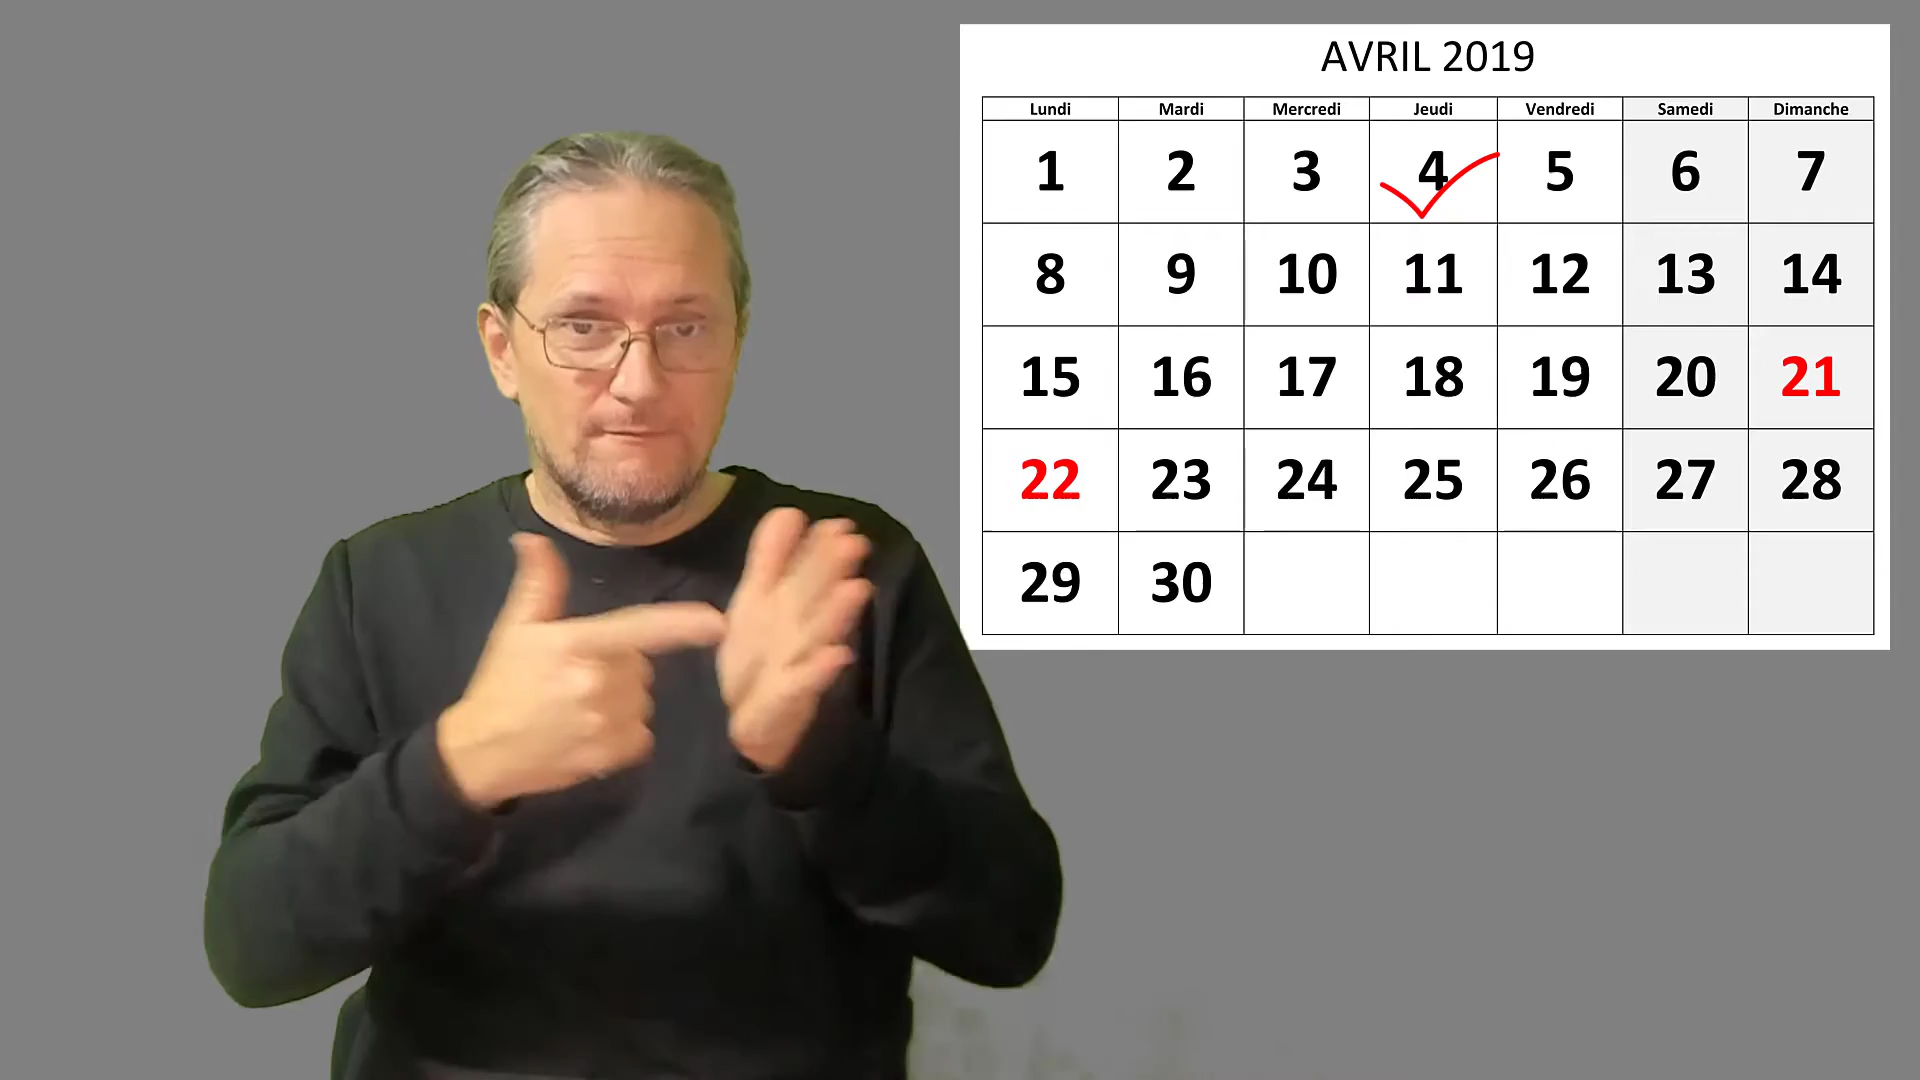 AVRIL 2019
Lundi Mardi Mercredi Jeudi Vendredi Samedi Dimanche
1 2 3 4 5 6 7
8 9 10 11 12 13 14
15 16 17 18 19 20 21
22 23 24 25 26 27 28
29 30